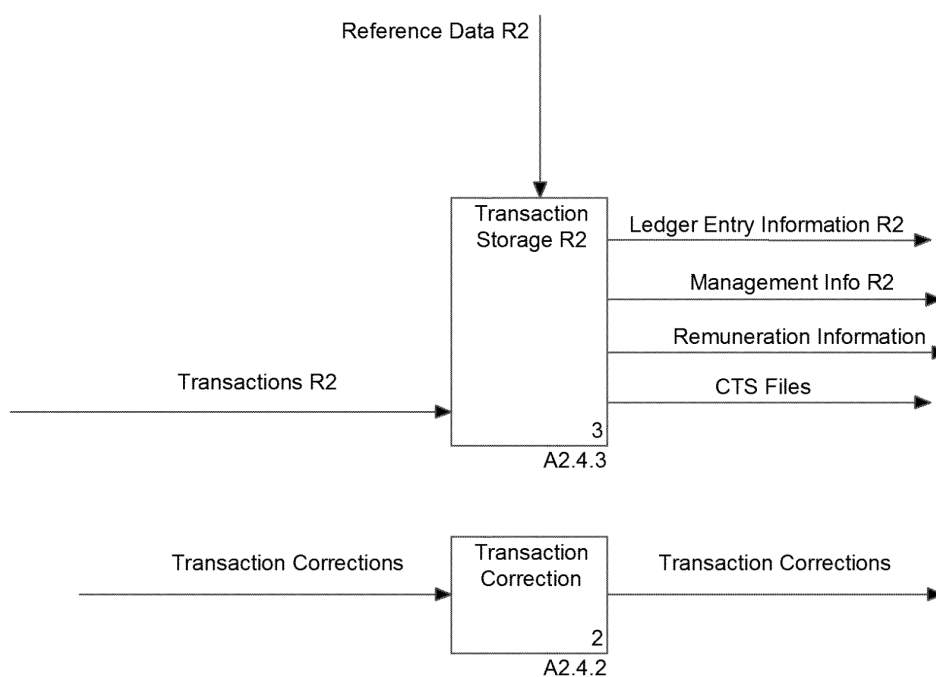 Reference Data R2
Transaction
Storage R2
Ledger Entry Information R2
Management Info R2
Remuneration Information
CTS Files
Transactions R2
3
A2.4.3
Transaction Corrections
Transaction
Correction
Transaction Corrections
2
A2.4.2